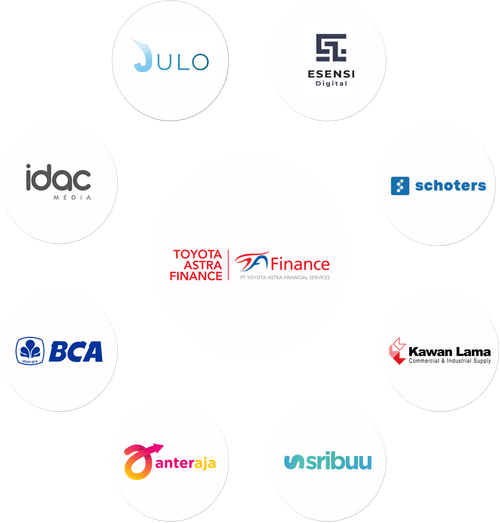 JULO
ESENSI
Digital
idac
MEDIA
schoters
TOYOTA
ASTRA
FINANCE
Finance
PT TOYOTA ASTRA FINANCIAL SERVICES
BCA
Kawan Lama
Commercial & Industrial Supply
anteraja
sribuu